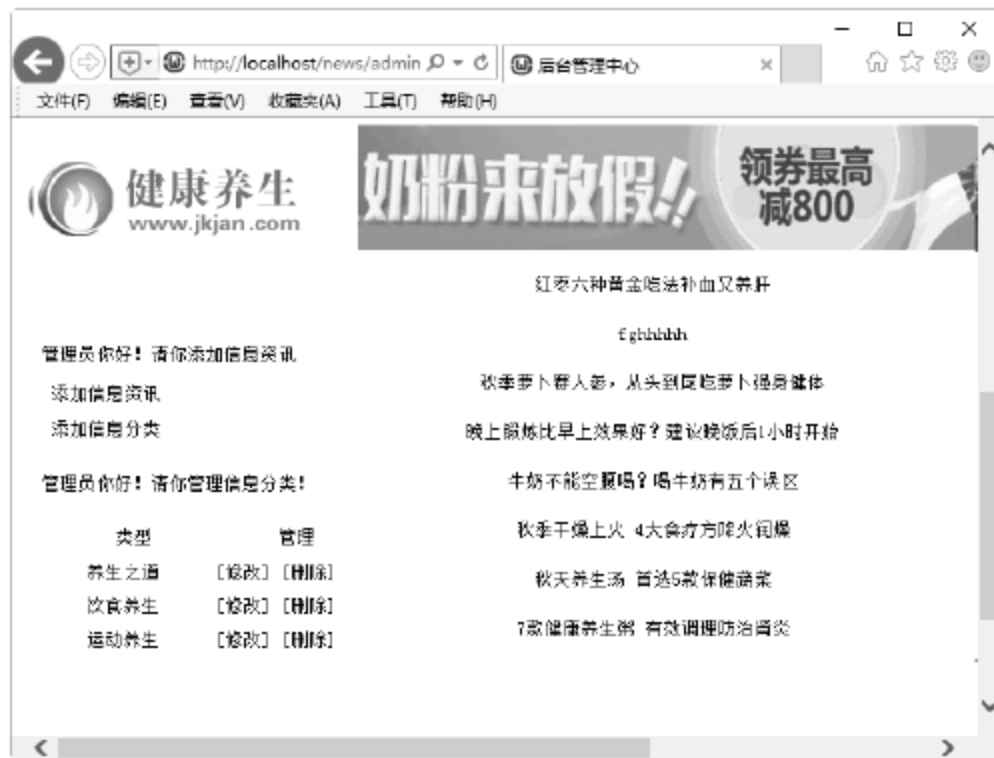 http://localhost/news/admin
后台管理中心
文件(F) 编辑(E) 查看(V) 收藏夹(A) 工具(T) 帮助(H)
健康养生
www.jkjan.com
奶粉来放假!!
领券最高
减800
红枣六种黄金吃法补血又养肝
fghhhhh
管理员你好！请你添加信息资讯
秋季萝卜赛人参，从头到尾吃萝卜强身健体
添加信息资讯
添加信息分类
晚上锻炼比早上效果好？建议晚饭后1小时开始
管理员你好！请你管理信息分类！
牛奶不能空腹喝？喝牛奶有五个误区
类型 管理
秋季干燥上火 4大食疗方降火润燥
养生之道 [修改] [删除]
秋天养生汤 首选5款保健蔬菜
饮食养生 [修改] [删除]
7款健康养生粥 有效调理防治肾炎
运动养生 [修改] [删除]